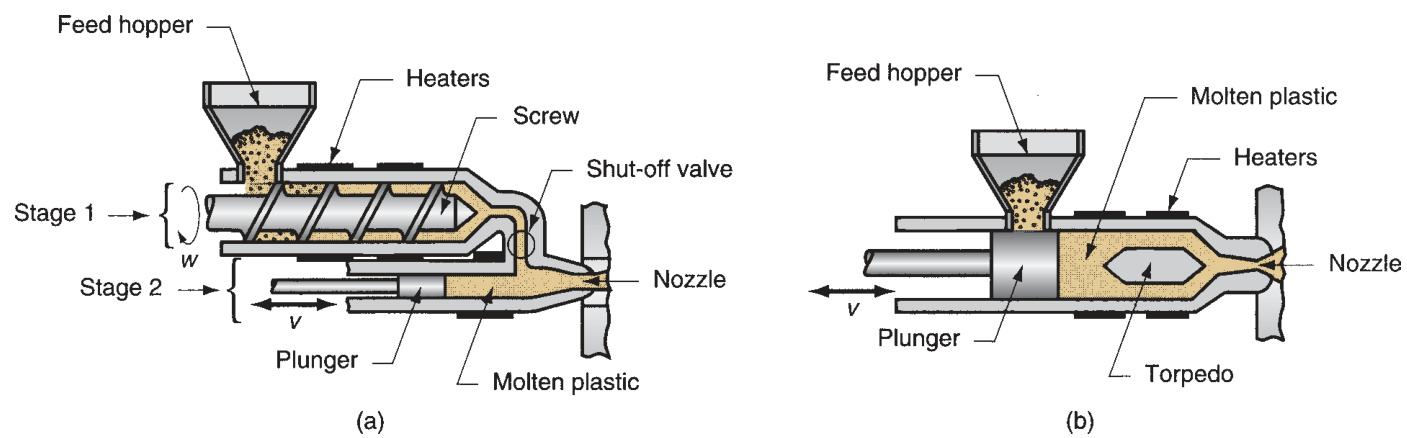 Feed hopper
Heaters
Screw
Shut-off valve
Stage 1
w
Stage 2
v
Plunger
Nozzle
Molten plastic
(a)
Feed hopper
Molten plastic
Heaters
Nozzle
v
Plunger
Torpedo
(b)